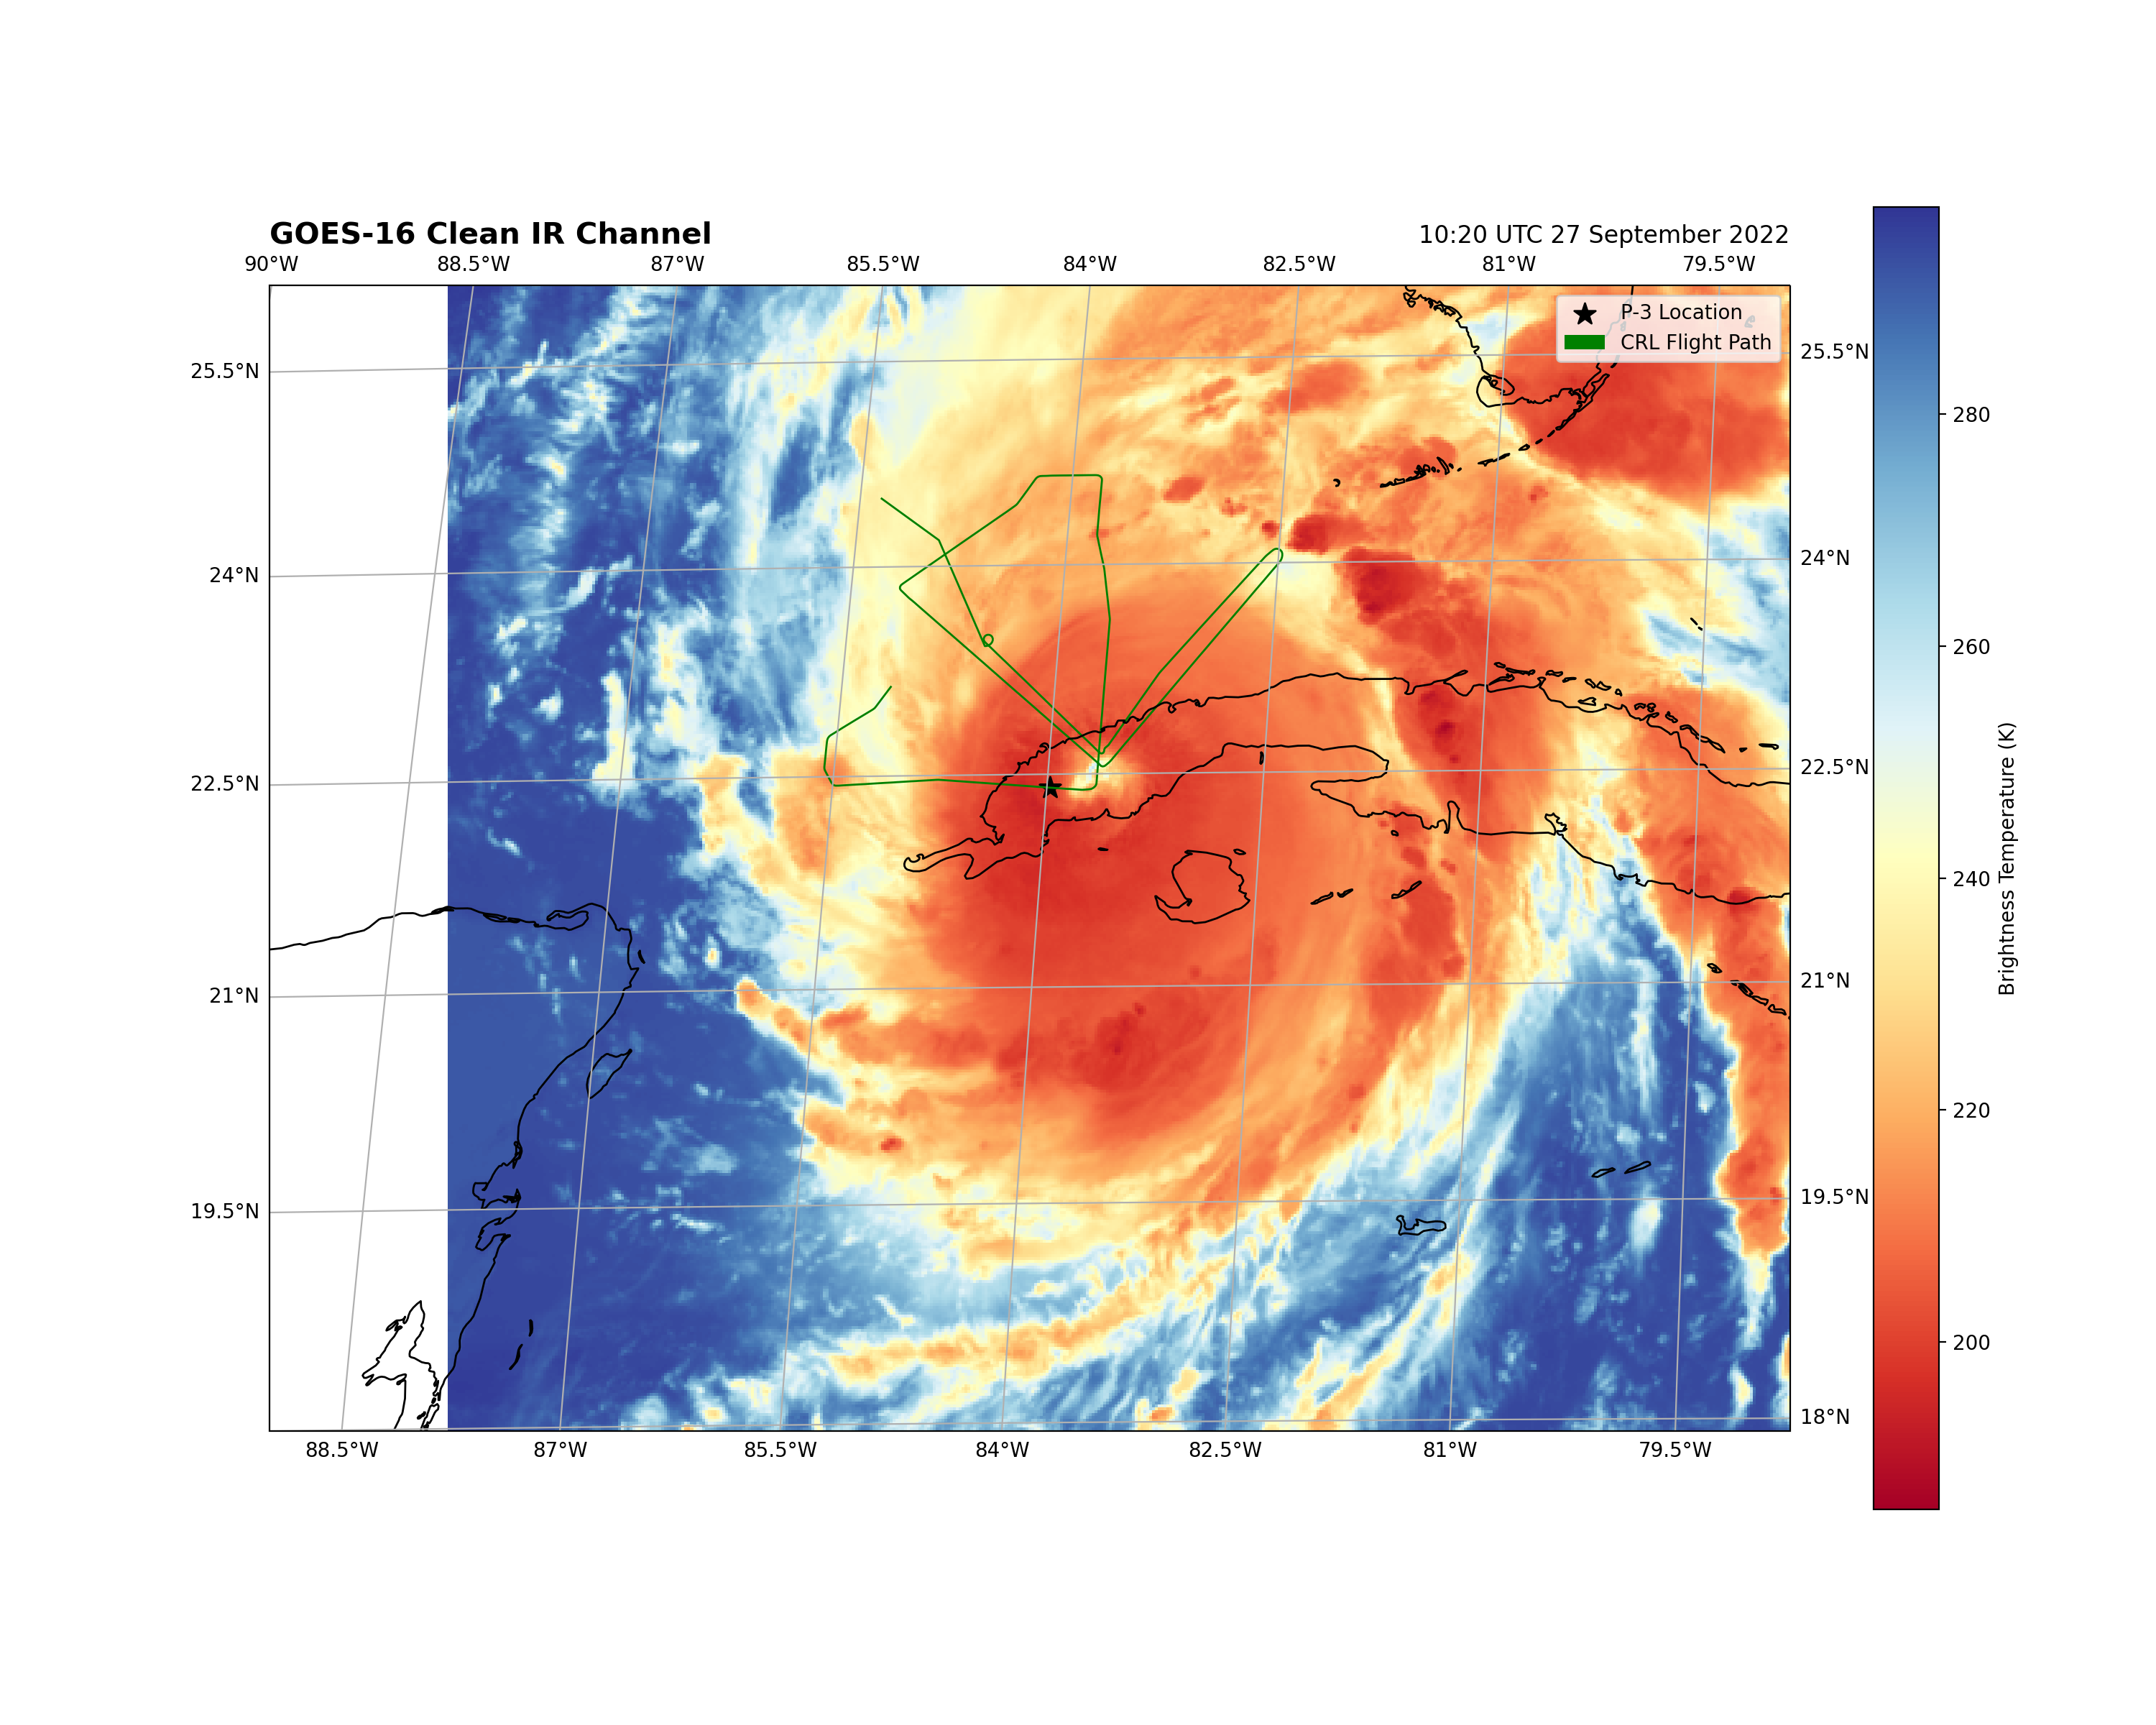 GOES-16 Clean IR Channel
10:20 UTC 27 September 2022
90°W 88.5°W 87°W 85.5°W 84°W 82.5°W 81°W 79.5°W
P-3 Location
CRL Flight Path
25.5°N 25.5°N
24°N 24°N
22.5°N 22.5°N
21°N 21°N
19.5°N 19.5°N
18°N
88.5°W 87°W 85.5°W 84°W 82.5°W 81°W 79.5°W
280
260
240
220
200
Brightness Temperature (K)